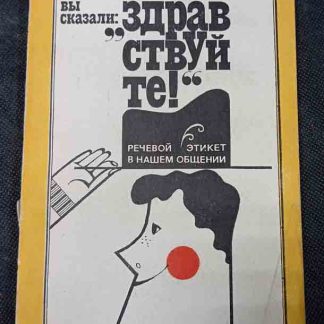 вы
сказали:
„здрав
ствуй
те!“
РЕЧЕВОЙ ЭТИКЕТ
В НАШЕМ ОБЩЕНИИ